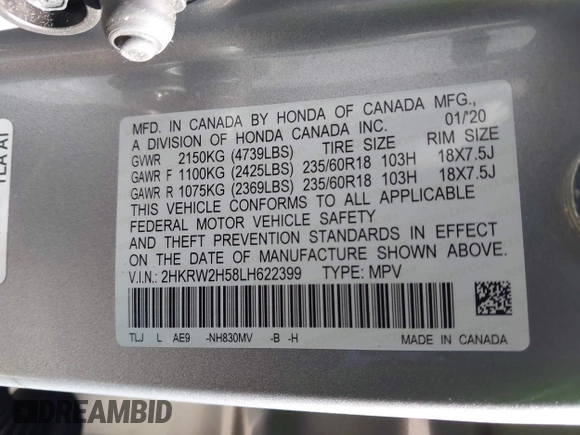 MFD. IN CANADA BY HONDA OF CANADA MFG.,
A DIVISION OF HONDA CANADA INC. 01/'20
GVWR 2150KG (4739LBS) TIRE SIZE RIM SIZE
GAWR F 1100KG (2425LBS) 235/60R18 103H 18X7.5J
GAWR R 1075KG (2369LBS) 235/60R18 103H 18X7.5J
THIS VEHICLE CONFORMS TO ALL APPLICABLE
FEDERAL MOTOR VEHICLE SAFETY
AND THEFT PREVENTION STANDARDS IN EFFECT
ON THE DATE OF MANUFACTURE SHOWN ABOVE.
V.I.N.: 2HKRW2H58LH622399 TYPE: MPV
TLJ L AE9 -NH830MV -B -H
MADE IN CANADA
TLA A1
DREAMBID